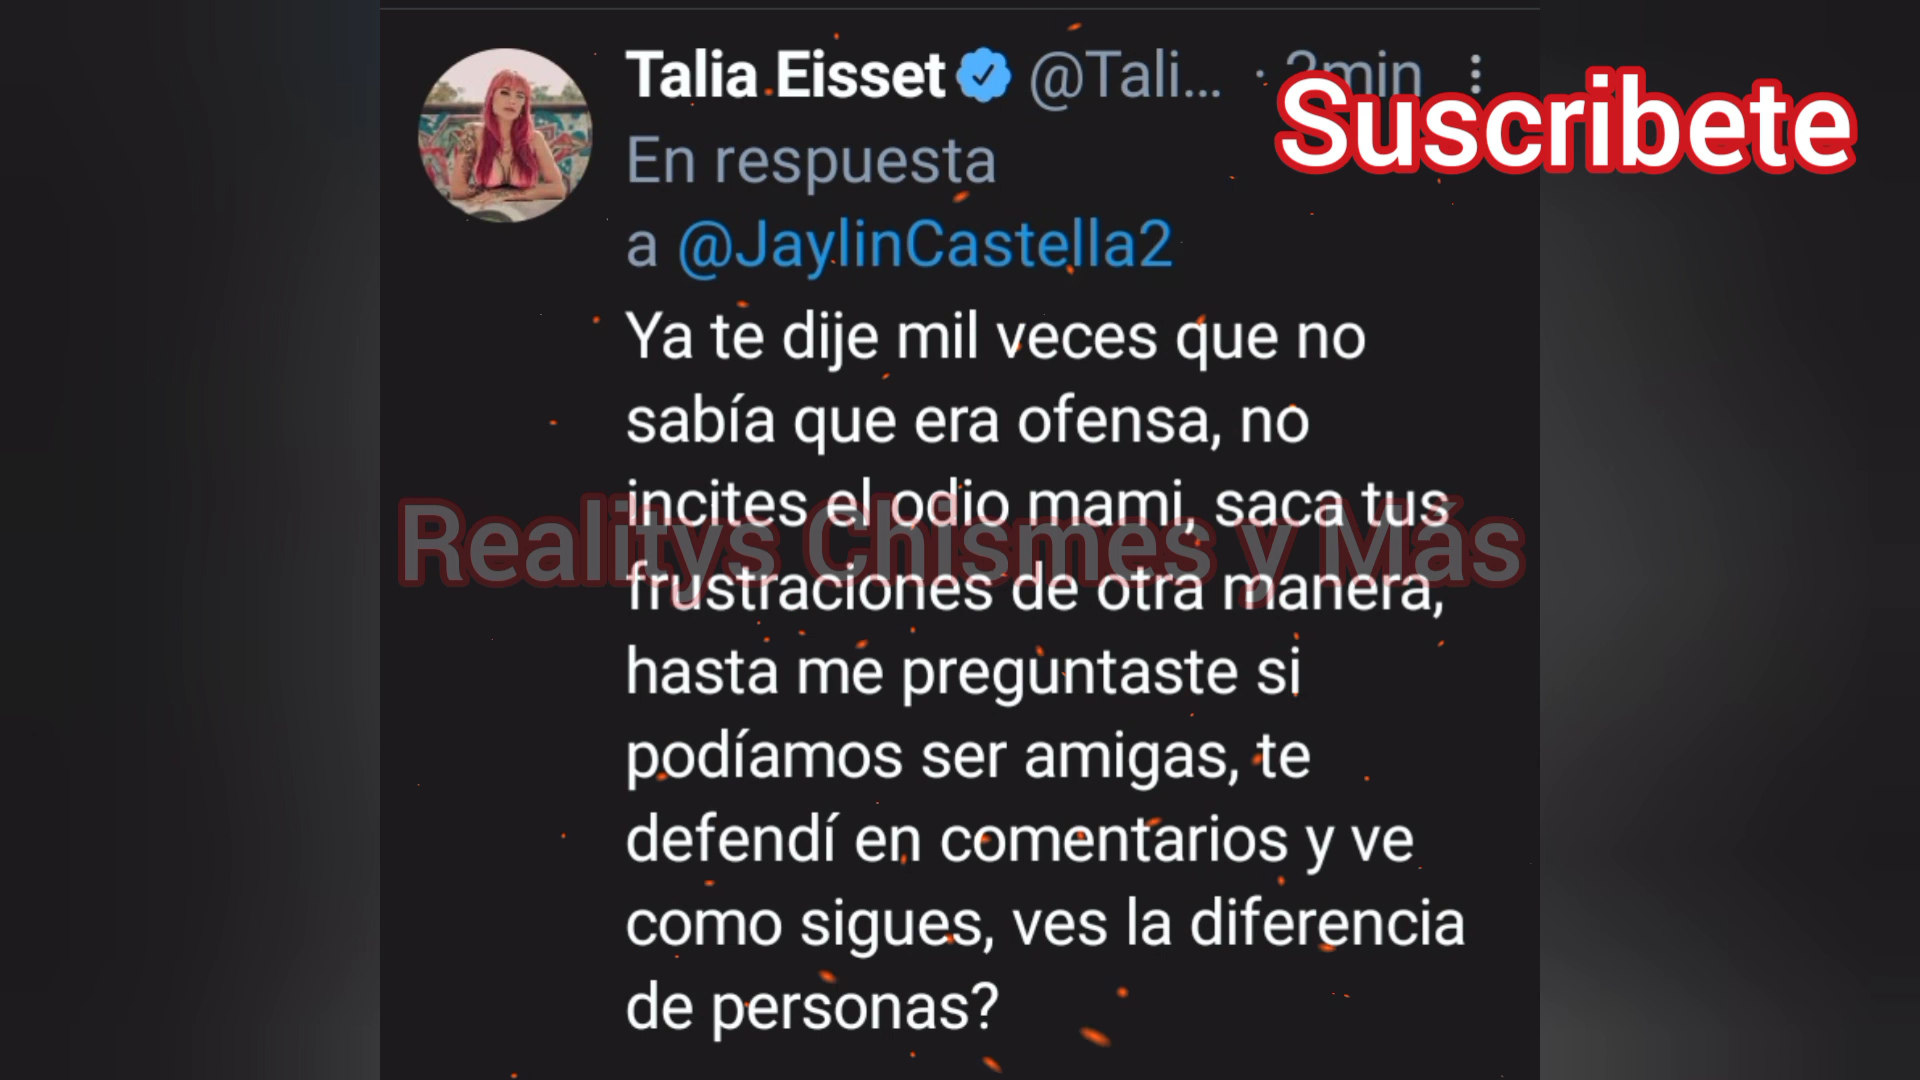 Talia Eisset @Tali... · 2min
Suscribete
En respuesta
a @JaylinCastella2
Ya te dije mil veces que no
sabía que era ofensa, no
incites el odio mami, saca tus
Realitys Chismes y Más
frustraciones de otra manera,
hasta me preguntaste si
podíamos ser amigas, te
defendí en comentarios y ve
como sigues, ves la diferencia
de personas?